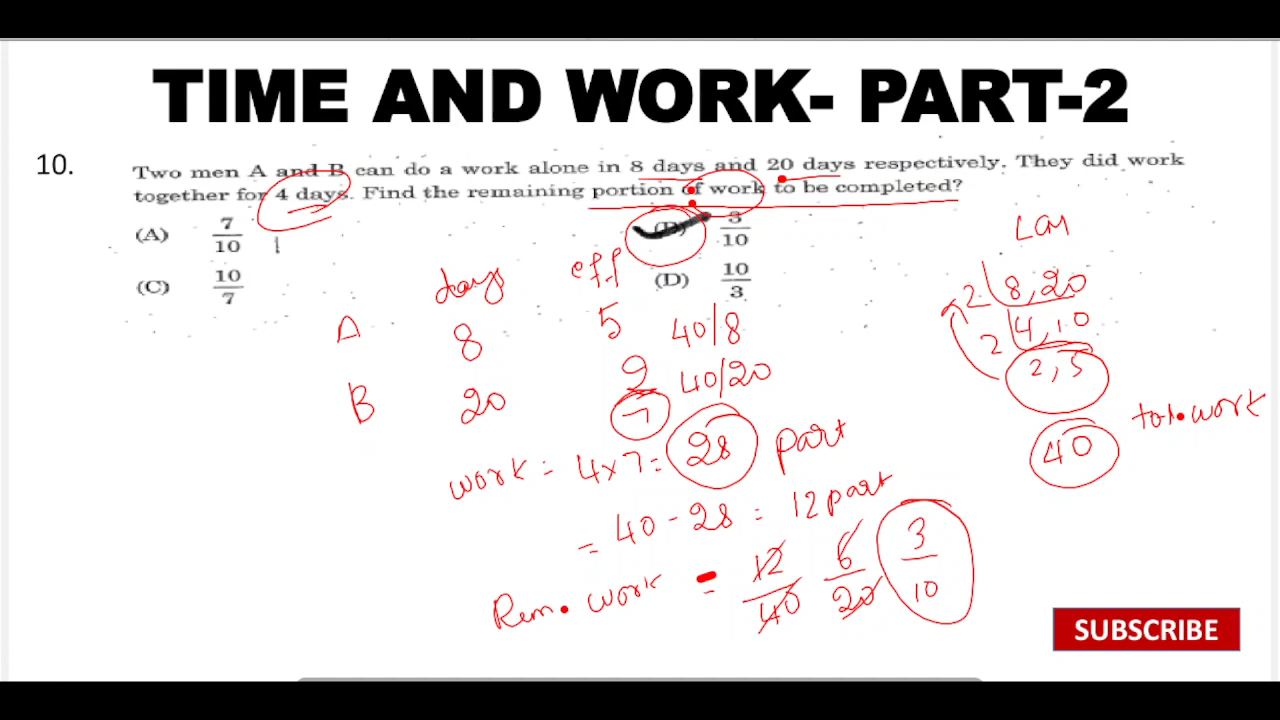 TIME AND WORK- PART-2
10.
Two men A and B can do a work alone in 8 days and 20 days respectively. They did work
together for 4 days. Find the remaining portion of work to be completed?
(A) 7/10
(B) 3/10
(C) 10/7
(D) 10/3
LCM
days eff
2 8,20
2 4,10
2,5
A 8 5 40/8
B 20 2 40/20
7
40 tot.work
work = 4x7= 28 part
= 40-28 = 12 part
Rem. work = 12/40 6/20 3/10
SUBSCRIBE